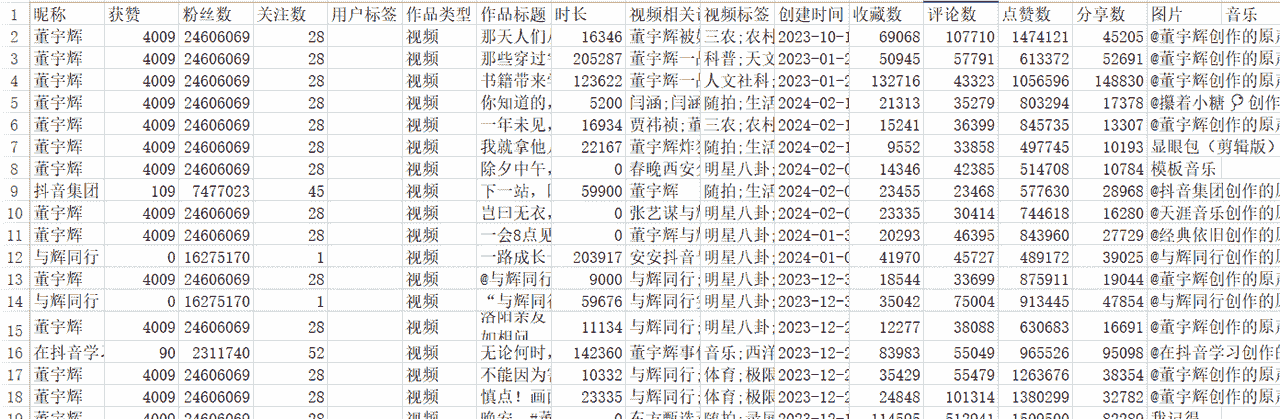 1 昵称 获赞 粉丝数 关注数 用户标签 作品类型 作品标题 时长 视频相关 视频标签 创建时间 收藏数 评论数 点赞数 分享数 图片 音乐
2 董宇辉 4009 24606069 28 视频 那天人们 16346 董宇辉被 三农;农村 2023-10-1 69068 107710 1474121 45205 @董宇辉创作的原声
3 董宇辉 4009 24606069 28 视频 那些穿过 205287 董宇辉一 科普;天文 2023-01-2 50945 57791 613372 52691 @董宇辉创作的原声
4 董宇辉 4009 24606069 28 视频 书籍带来 123622 董宇辉一 人文社科; 2023-01-2 132716 43323 1056596 148830 @董宇辉创作的原声
5 董宇辉 4009 24606069 28 视频 你知道的, 5200 闫涵;闫涵 随拍;生活 2024-02-1 21313 35279 803294 17378 @攥着小糖 创作
6 董宇辉 4009 24606069 28 视频 一年未见, 16934 贾祎祯;董 三农;农村 2024-02-1 15241 36399 845735 13307 @董宇辉创作的原声
7 董宇辉 4009 24606069 28 视频 我就拿他 22167 董宇辉炸 随拍;生活 2024-02-1 9552 33858 497745 10193 显眼包（剪辑版）
8 董宇辉 4009 24606069 28 视频 除夕中午, 0 春晚西安 明星八卦; 2024-02-0 14346 42385 514708 10784 模板音乐
9 抖音集团 109 7477023 45 视频 下一站, 59900 董宇辉 随拍;生活 2024-02-0 23455 23468 577630 28968 @抖音集团创作的原
10 董宇辉 4009 24606069 28 视频 岂曰无衣, 0 张艺谋与 明星八卦; 2024-02-0 23335 30414 744618 16280 @天涯音乐创作的原
11 董宇辉 4009 24606069 28 视频 一会8点见 0 董宇辉与 明星八卦; 2024-01-3 20293 46395 843960 27729 @经典依旧创作的原
12 与辉同行 0 16275170 1 视频 一路成长 203917 安安抖音 明星八卦; 2024-01-0 41970 45727 489172 39025 @与辉同行创作的原
13 董宇辉 4009 24606069 28 视频 @与辉同行 9000 与辉同行; 明星八卦; 2023-12-3 18544 33699 875911 19044 @董宇辉创作的原声
14 与辉同行 0 16275170 1 视频 “与辉同行 59676 与辉同行 明星八卦; 2023-12-3 35042 75004 913445 47854 @与辉同行创作的原
15 董宇辉 4009 24606069 28 视频 洛阳亲友如相问 11134 与辉同行; 明星八卦; 2023-12-2 12277 38088 630683 16691 @董宇辉创作的原声
16 在抖音学 90 2311740 52 视频 无论何时, 142360 董宇辉事 音乐;西洋 2023-12-2 83983 55049 965526 95098 @在抖音学习创作的
17 董宇辉 4009 24606069 28 视频 不能因为 10332 与辉同行; 体育;极限 2023-12-2 35429 55479 1263676 38354 @董宇辉创作的原声
18 董宇辉 4009 24606069 28 视频 慎点！画 23335 与辉同行; 体育;极限 2023-12-2 24848 101314 1380299 32782 @董宇辉创作的原声